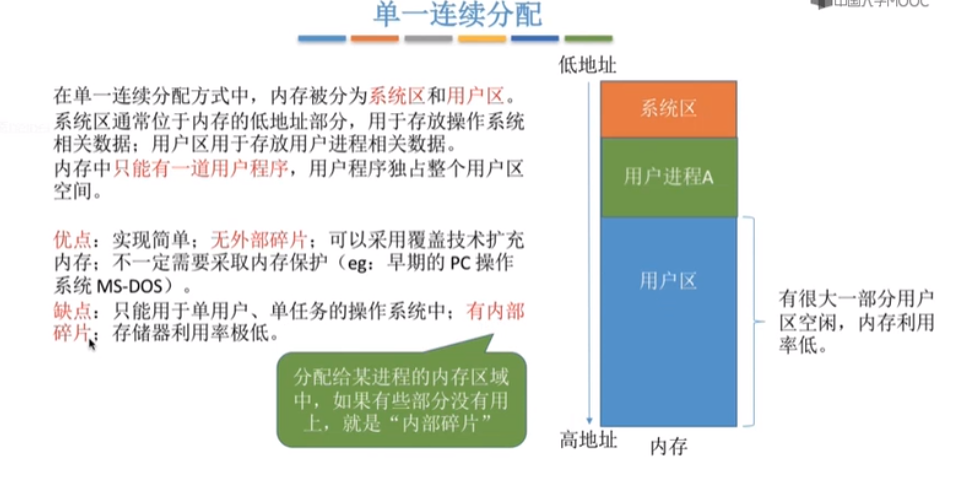 单一连续分配
中国大学MOOC
低地址
在单一连续分配方式中，内存被分为系统区和用户区。
系统区通常位于内存的低地址部分，用于存放操作系统
相关数据；用户区用于存放用户进程相关数据。
内存中只能有一道用户程序，用户程序独占整个用户区
空间。
优点：实现简单；无外部碎片；可以采用覆盖技术扩充
内存；不一定需要采取内存保护（eg：早期的 PC 操作
系统 MS-DOS）。
缺点：只能用于单用户、单任务的操作系统中；有内部
碎片；存储器利用率极低。
分配给某进程的内存区域
中，如果有些部分没有用
上，就是“内部碎片”
系统区
用户进程A
用户区
有很大一部分用户
区空闲，内存利用
率低。
高地址
内存